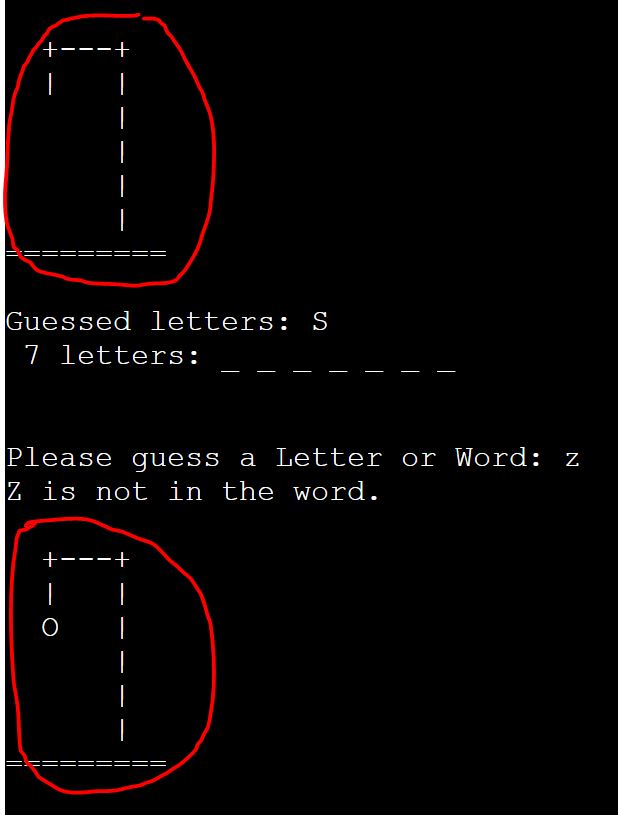 +---+
|   |
    |
    |
    |
    |
=========
Guessed letters: S
7 letters: _ _ _ _ _ _ _
Please guess a Letter or Word: z
Z is not in the word.
+---+
|   |
O   |
    |
    |
    |
=========